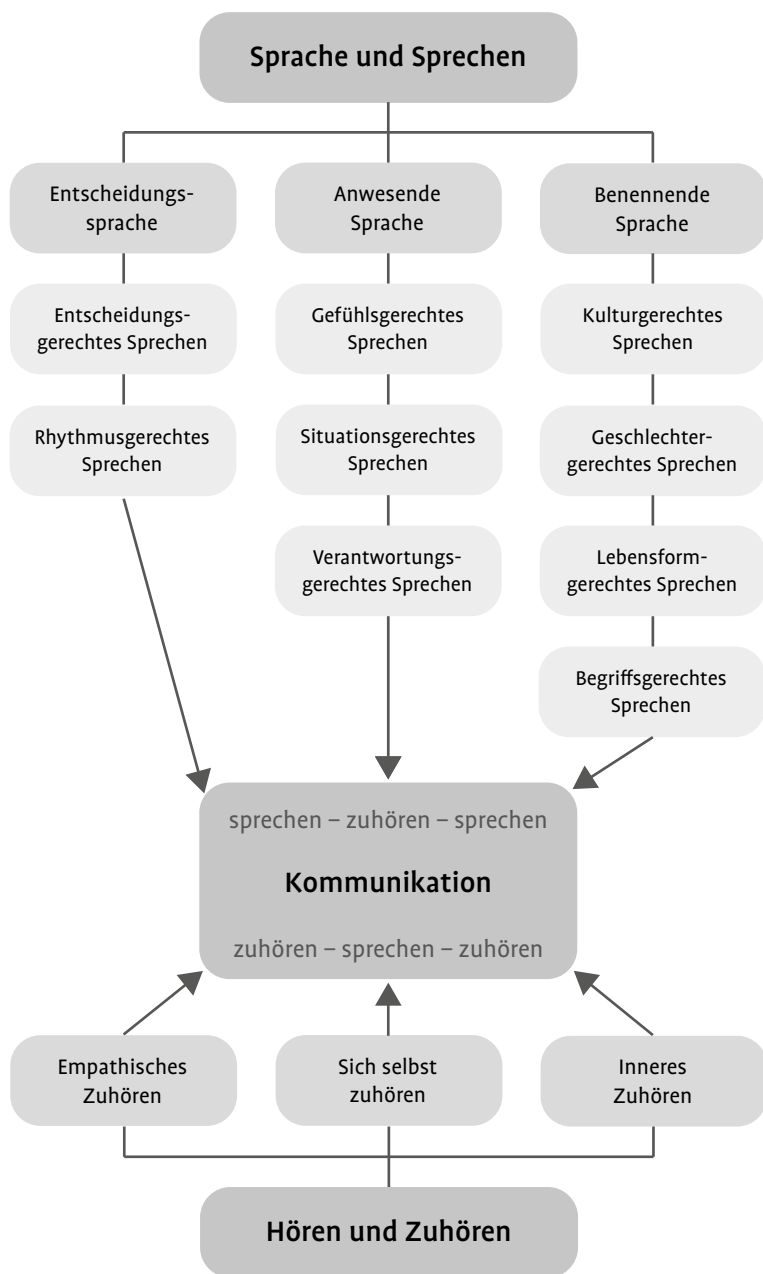 Sprache und Sprechen
Entscheidungs-
sprache
Anwesende
Sprache
Benennende
Sprache
Entscheidungs-
gerechtes Sprechen
Gefühlsgerechtes
Sprechen
Kulturgerechtes
Sprechen
Rhythmusgerechtes
Sprechen
Situationsgerechtes
Sprechen
Geschlechter-
gerechtes Sprechen
Verantwortungs-
gerechtes Sprechen
Lebensform-
gerechtes Sprechen
Begriffsgerechtes
Sprechen
sprechen – zuhören – sprechen
Kommunikation
zuhören – sprechen – zuhören
Empathisches
Zuhören
Sich selbst
zuhören
Inneres
Zuhören
Hören und Zuhören